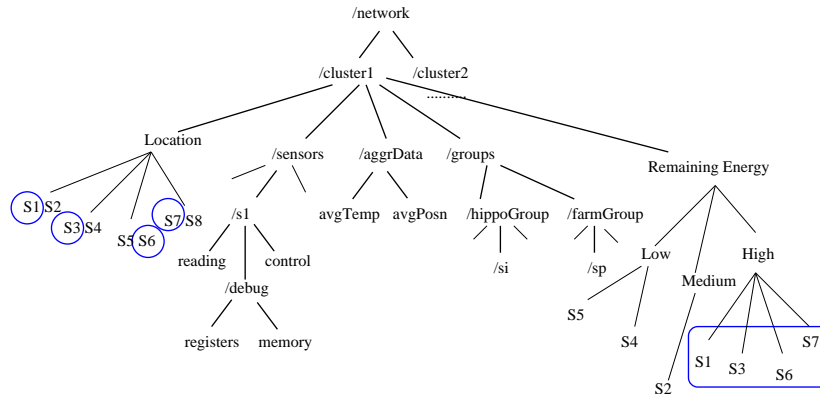 /network
/cluster1
/cluster2
Location
/sensors
/aggrData
/groups
Remaining Energy
S1 S2
S3 S4
S5 S6
S7 S8
/s1
avgTemp
avgPosn
/hippoGroup
/farmGroup
Low
Medium
High
reading
control
/debug
/si
/sp
registers
memory
S5
S4
S2
S1
S3
S6
S7